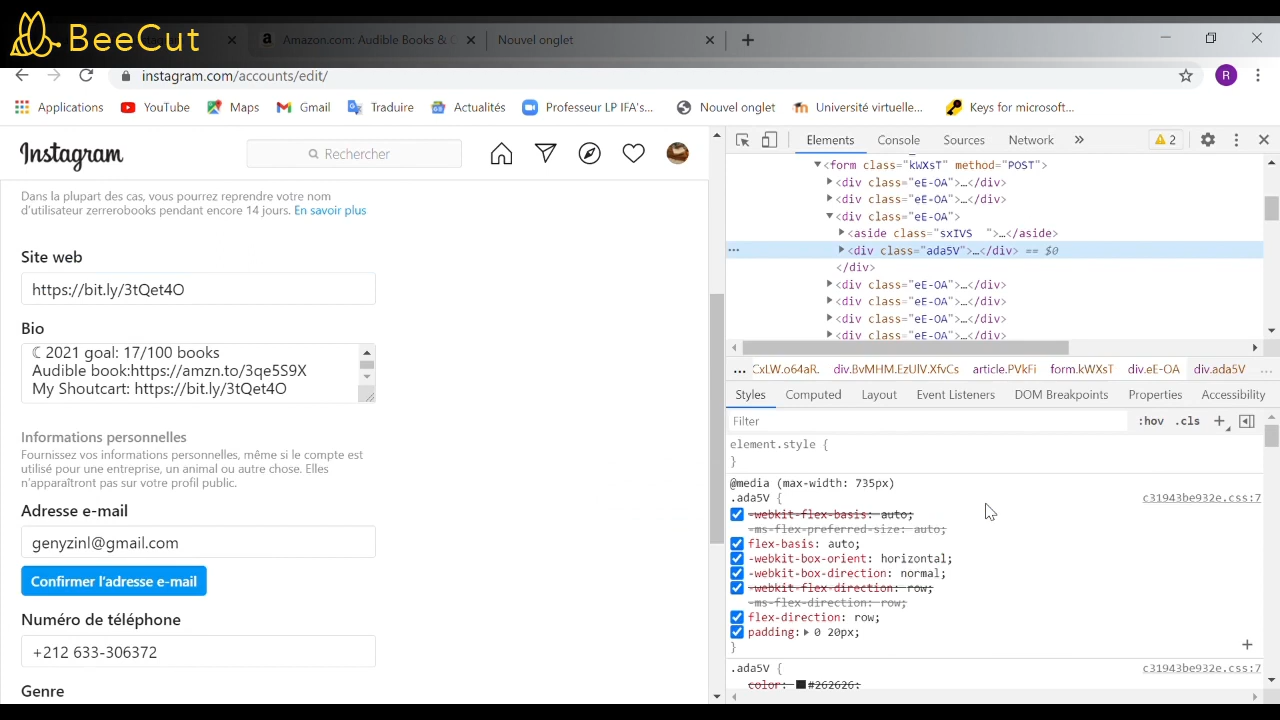 BeeCut
Amazon.com: Audible Books & O
Nouvel onglet
instagram.com/accounts/edit/
R
Applications
YouTube
Maps
Gmail
Traduire
Actualités
Professeur LP IFA's...
Nouvel onglet
Université virtuelle...
Keys for microsoft...
Instagram
Rechercher
Dans la plupart des cas, vous pourrez reprendre votre nom
d'utilisateur zerrerobooks pendant encore 14 jours. En savoir plus
Site web
https://bit.ly/3tQet4O
Bio
☾2021 goal: 17/100 books
Audible book:https://amzn.to/3qe5S9X
My Shoutcart: https://bit.ly/3tQet4O
Informations personnelles
Fournissez vos informations personnelles, même si le compte est
utilisé pour une entreprise, un animal ou autre chose. Elles
n'apparaîtront pas sur votre profil public.
Adresse e-mail
genyzinl@gmail.com
Confirmer l'adresse e-mail
Numéro de téléphone
+212 633-306372
Genre
Elements Console Sources Network » 2
<form class="kWXsT" method="POST">
<div class="eE-OA">…</div>
<div class="eE-OA">…</div>
<div class="eE-OA">
<aside class="sxIVS  ">…</aside>
<div class="ada5V">…</div> == $0
</div>
<div class="eE-OA">…</div>
<div class="eE-OA">…</div>
<div class="eE-OA">…</div>
<div class="eE-OA">…</div>
... CxLW.o64aR. div.BvMHM.EzUlV.XfvCs article.PVkFi form.kWXsT div.eE-OA div.ada5V ...
Styles Computed Layout Event Listeners DOM Breakpoints Properties Accessibility
Filter :hov .cls +
element.style {
}
@media (max-width: 735px)
.ada5V { c31943be932e.css:7
-webkit-flex-basis: auto;
-ms-flex-preferred-size: auto;
flex-basis: auto;
-webkit-box-orient: horizontal;
-webkit-box-direction: normal;
-webkit-flex-direction: row;
-ms-flex-direction: row;
flex-direction: row;
padding: 0 20px;
}
.ada5V { c31943be932e.css:7
color: #262626;